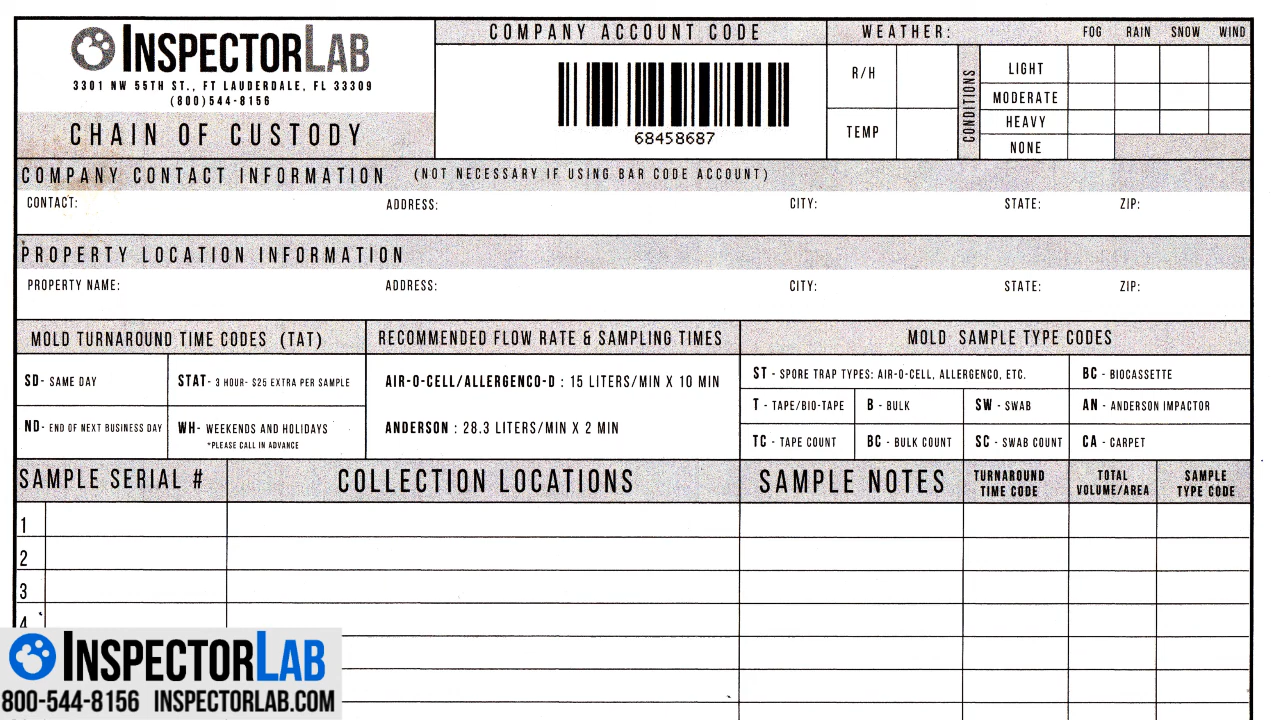 INSPECTORLAB
3301 NW 55TH ST., FT LAUDERDALE, FL 33309
(800)544-8156
CHAIN OF CUSTODY
COMPANY ACCOUNT CODE
68458687
WEATHER:
FOG RAIN SNOW WIND
R/H
TEMP
CONDITIONS
LIGHT
MODERATE
HEAVY
NONE
COMPANY CONTACT INFORMATION (NOT NECESSARY IF USING BAR CODE ACCOUNT)
CONTACT: ADDRESS: CITY: STATE: ZIP:
PROPERTY LOCATION INFORMATION
PROPERTY NAME: ADDRESS: CITY: STATE: ZIP:
MOLD TURNAROUND TIME CODES (TAT)
SD- SAME DAY
STAT- 3 HOUR- $25 EXTRA PER SAMPLE
ND- END OF NEXT BUSINESS DAY
WH- WEEKENDS AND HOLIDAYS
*PLEASE CALL IN ADVANCE
RECOMMENDED FLOW RATE & SAMPLING TIMES
AIR-O-CELL/ALLERGENCO-D : 15 LITERS/MIN X 10 MIN
ANDERSON : 28.3 LITERS/MIN X 2 MIN
MOLD SAMPLE TYPE CODES
ST - SPORE TRAP TYPES: AIR-O-CELL, ALLERGENCO, ETC. BC - BIOCASSETTE
T - TAPE/BIO-TAPE B - BULK SW - SWAB AN - ANDERSON IMPACTOR
TC - TAPE COUNT BC - BULK COUNT SC - SWAB COUNT CA - CARPET
SAMPLE SERIAL # COLLECTION LOCATIONS SAMPLE NOTES
TURNAROUND
TIME CODE
TOTAL
VOLUME/AREA
SAMPLE
TYPE CODE
1
2
3
4
INSPECTORLAB
800-544-8156 INSPECTORLAB.COM